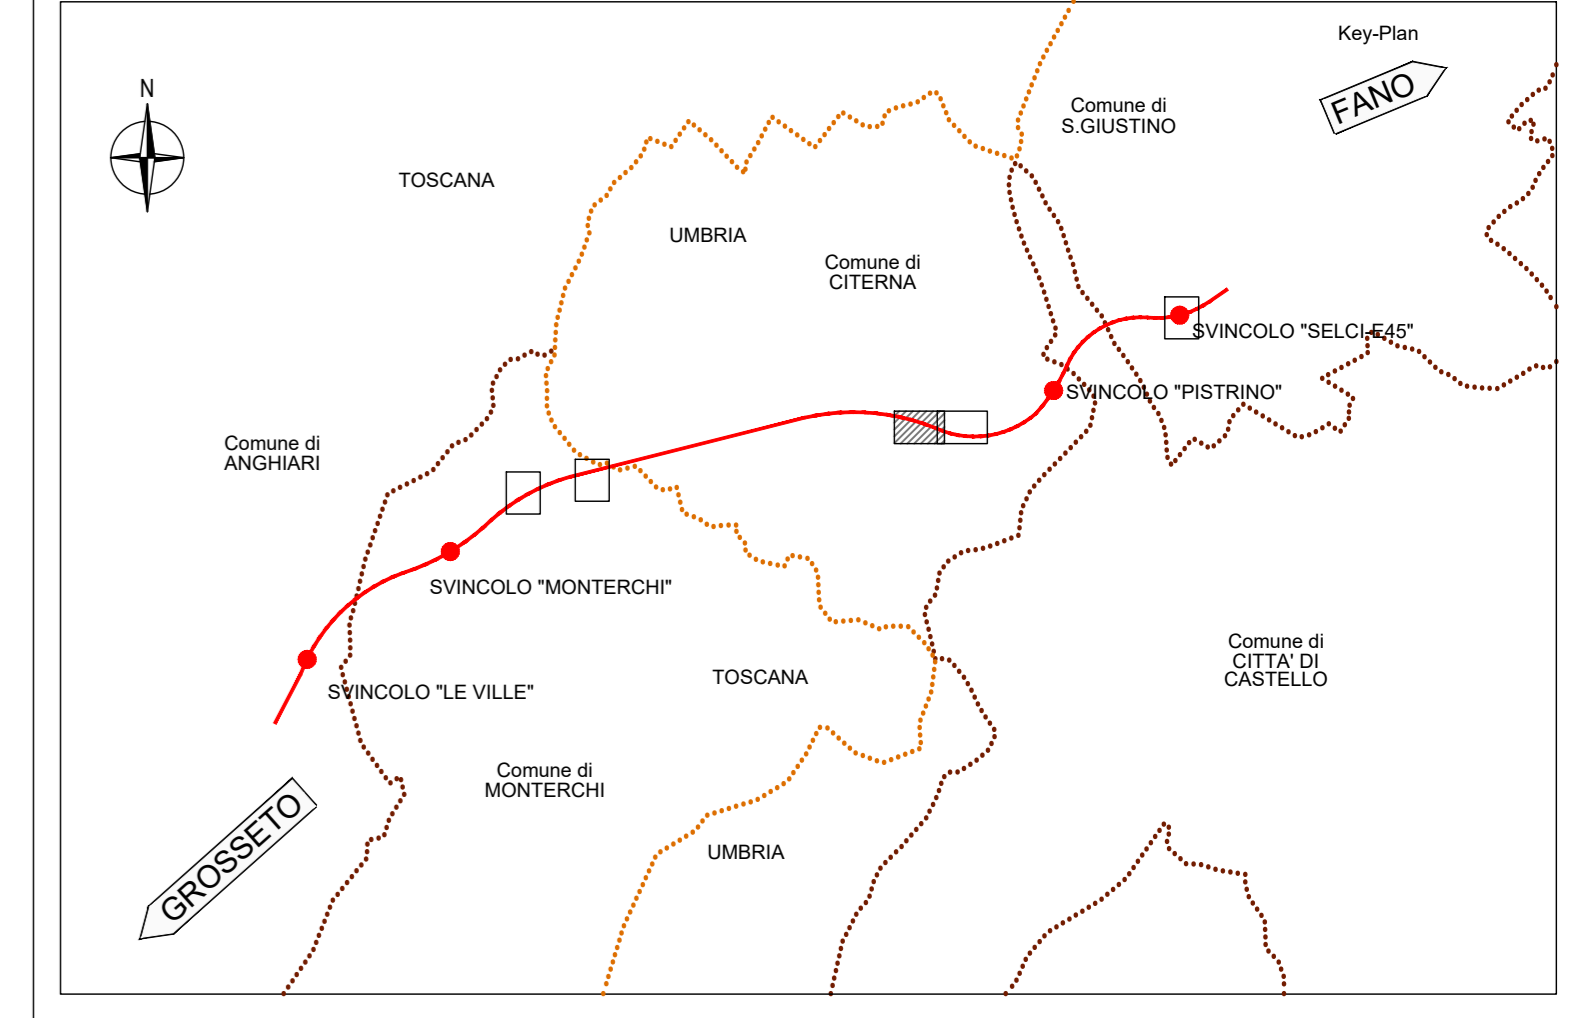 Key-Plan
FANO
N
Comune di
S.GIUSTINO
TOSCANA
UMBRIA
Comune di
CITERNA
SVINCOLO "SELCI-E45"
SVINCOLO "PISTRINO"
Comune di
ANGHIARI
SVINCOLO "MONTERCHI"
Comune di
CITTA' DI
CASTELLO
TOSCANA
SVINCOLO "LE VILLE"
Comune di
MONTERCHI
GROSSETO
UMBRIA